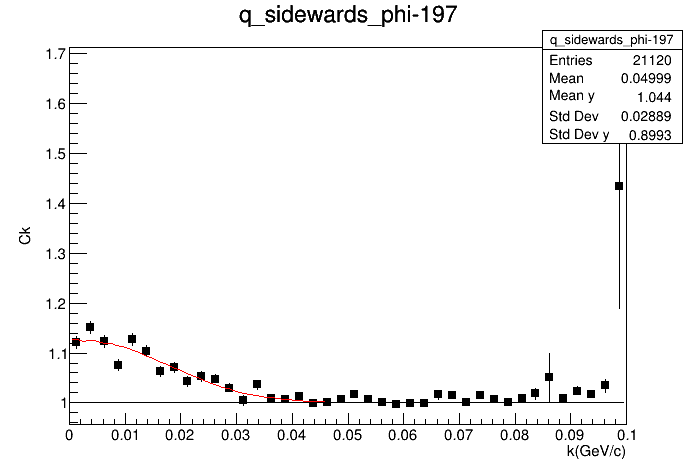 q_sidewards_phi-197
q_sidewards_phi-197
Entries 21120
Mean 0.04999
Mean y 1.044
Std Dev 0.02889
Std Dev y 0.8993
Ck
1.7
1.6
1.5
1.4
1.3
1.2
1.1
1
0 0.01 0.02 0.03 0.04 0.05 0.06 0.07 0.08 0.09 0.1
k(GeV/c)